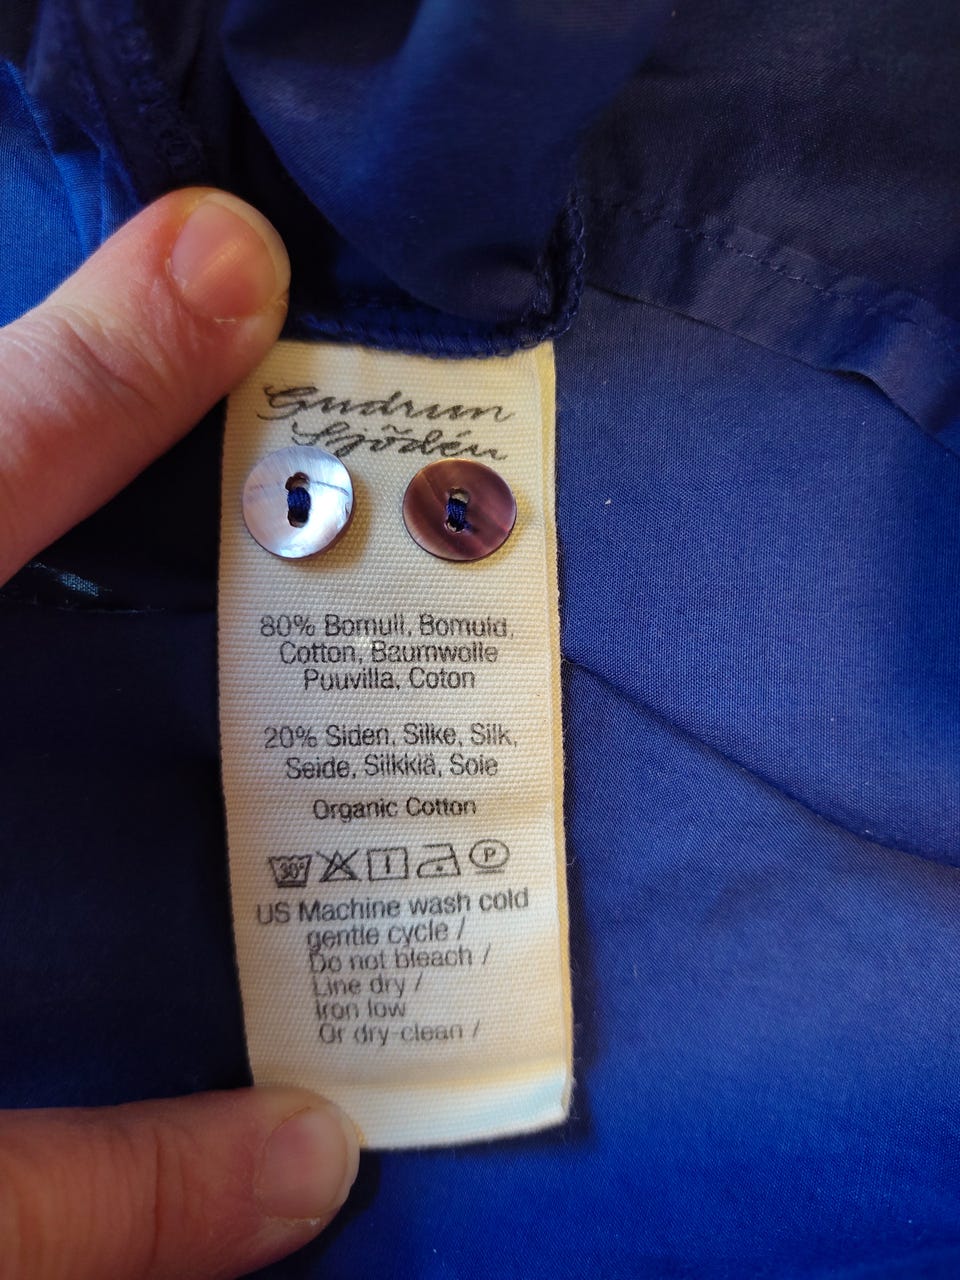 Gudrun
Sjödén
80% Bomull, Bomuld,
Cotton, Baumwolle
Puuvilla, Coton
20% Siden, Silke, Silk,
Seide, Silkkiä, Soie
Organic Cotton
30° P
US Machine wash cold
gentle cycle /
Do not bleach /
Line dry /
Iron low
Or dry-clean /